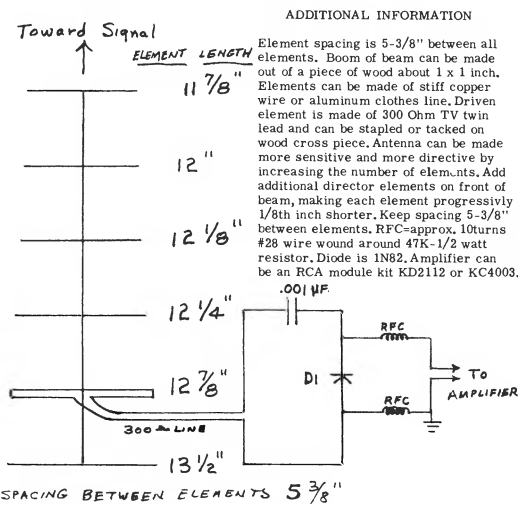 ADDITIONAL INFORMATION
Toward Signal
ELEMENT LENGTH
Element spacing is 5-3/8" between all
elements. Boom of beam can be made
out of a piece of wood about 1 x 1 inch.
Elements can be made of stiff copper
wire or aluminum clothes line. Driven
element is made of 300 Ohm TV twin
lead and can be stapled or tacked on
wood cross piece. Antenna can be made
more sensitive and more directive by
increasing the number of elements. Add
additional director elements on front of
beam, making each element progressivly
1/8th inch shorter. Keep spacing 5-3/8"
between elements. RFC=approx. 10turns
#28 wire wound around 47K-1/2 watt
resistor. Diode is 1N82. Amplifier can
be an RCA module kit KD2112 or KC4003.
11 7/8"
12"
12 1/8"
12 1/4"
12 7/8"
300 Ω LINE
13 1/2"
SPACING BETWEEN ELEMENTS 5 3/8"
.001 µF.
RFC
D1
RFC
TO
AMPLIFIER